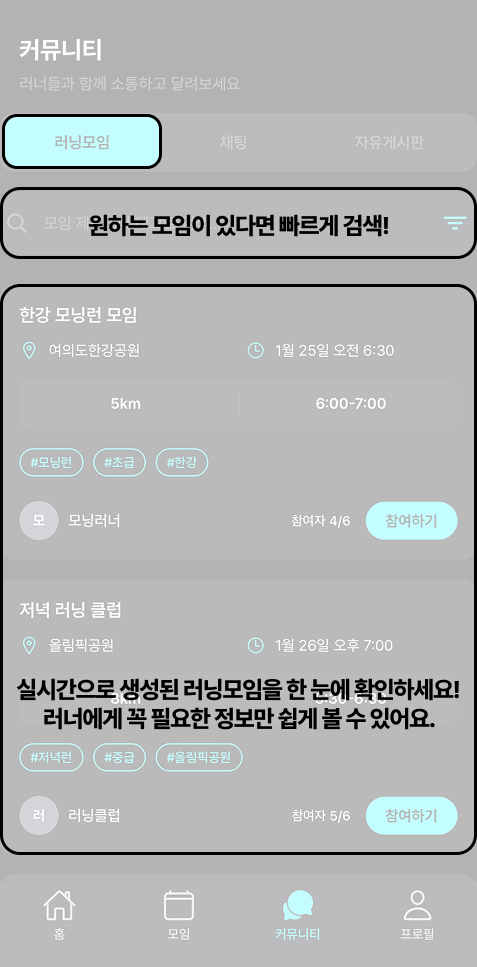 커뮤니티
러너들과 함께 소통하고 달려보세요
러닝모임 채팅 자유게시판
모임 제
원하는 모임이 있다면 빠르게 검색!
한강 모닝런 모임
여의도한강공원 1월 25일 오전 6:30
5km 6:00-7:00
#모닝런 #초급 #한강
모 모닝러너 참여자 4/6 참여하기
저녁 러닝 클럽
올림픽공원 1월 26일 오후 7:00
실시간으로 생성된 러닝모임을 한 눈에 확인하세요!
8km
러너에게 꼭 필요한 정보만 쉽게 볼 수 있어요.
#저녁런 #중급 #올림픽공원
러 러닝클럽 참여자 5/6 참여하기
홈 모임 커뮤니티 프로필